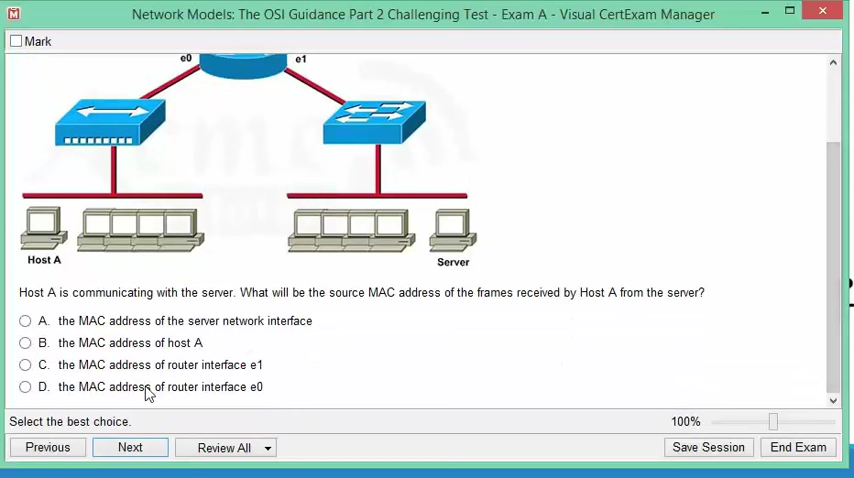 Network Models: The OSI Guidance Part 2 Challenging Test - Exam A - Visual CertExam Manager
Mark
e0
e1
Host A
Server
Host A is communicating with the server. What will be the source MAC address of the frames received by Host A from the server?
A. the MAC address of the server network interface
B. the MAC address of host A
C. the MAC address of router interface e1
D. the MAC address of router interface e0
Select the best choice.
100%
Previous
Next
Review All
Save Session
End Exam